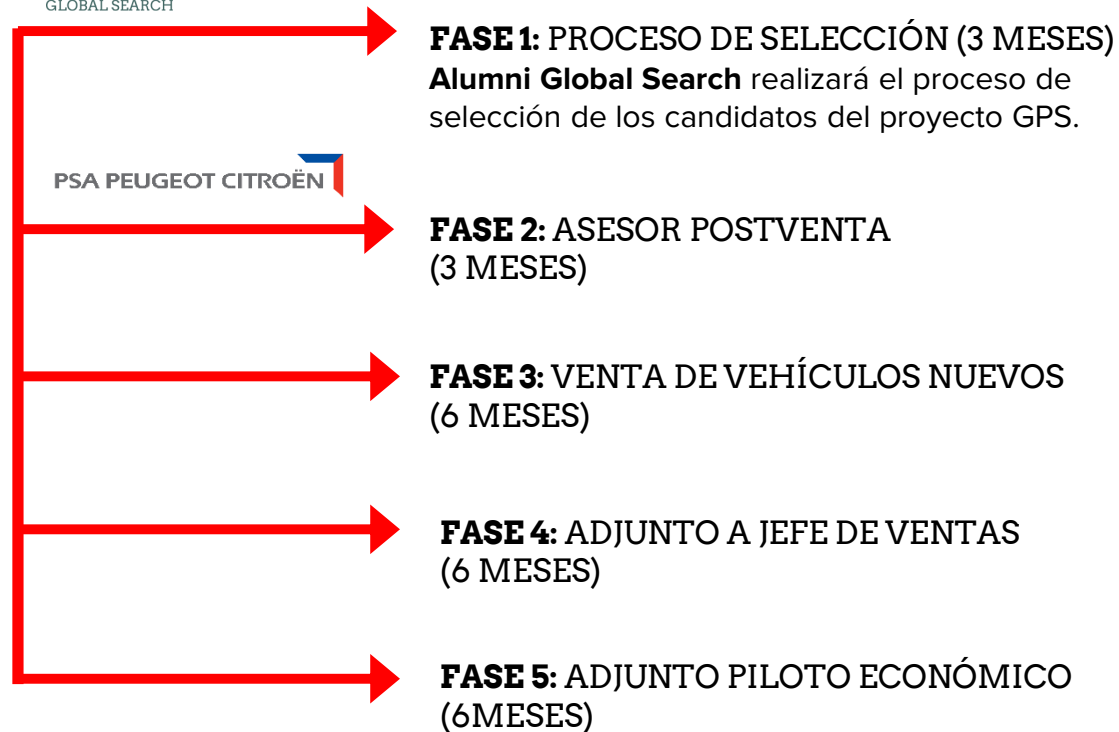 GLOBAL SEARCH
FASE 1: PROCESO DE SELECCIÓN (3 MESES)
Alumni Global Search realizará el proceso de
selección de los candidatos del proyecto GPS.
PSA PEUGEOT CITROËN
FASE 2: ASESOR POSTVENTA
(3 MESES)
FASE 3: VENTA DE VEHÍCULOS NUEVOS
(6 MESES)
FASE 4: ADJUNTO A JEFE DE VENTAS
(6 MESES)
FASE 5: ADJUNTO PILOTO ECONÓMICO
(6MESES)